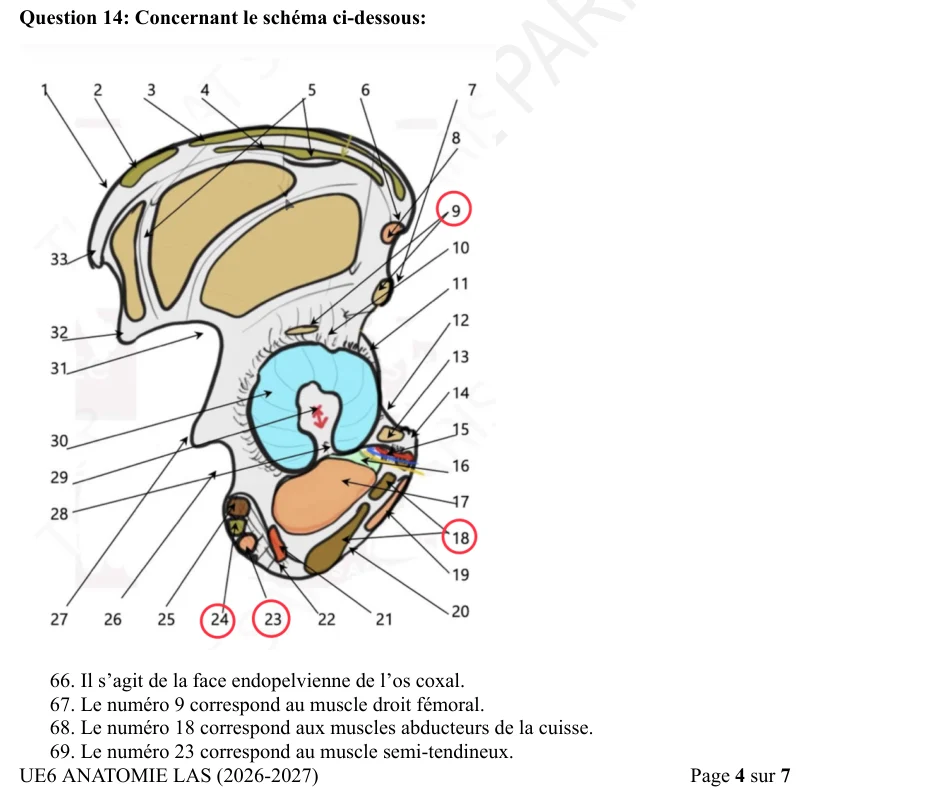 Question 14: Concernant le schéma ci-dessous:
PARI
1 2 3 4 5 6 7
8
9
10
11
33
12
32
13
31
14
15
30
16
29
17
28
18
19
20
27 26 25 24 23 22 21
66. Il s’agit de la face endopelvienne de l’os coxal.
67. Le numéro 9 correspond au muscle droit fémoral.
68. Le numéro 18 correspond aux muscles abducteurs de la cuisse.
69. Le numéro 23 correspond au muscle semi-tendineux.
UE6 ANATOMIE LAS (2026-2027) Page 4 sur 7